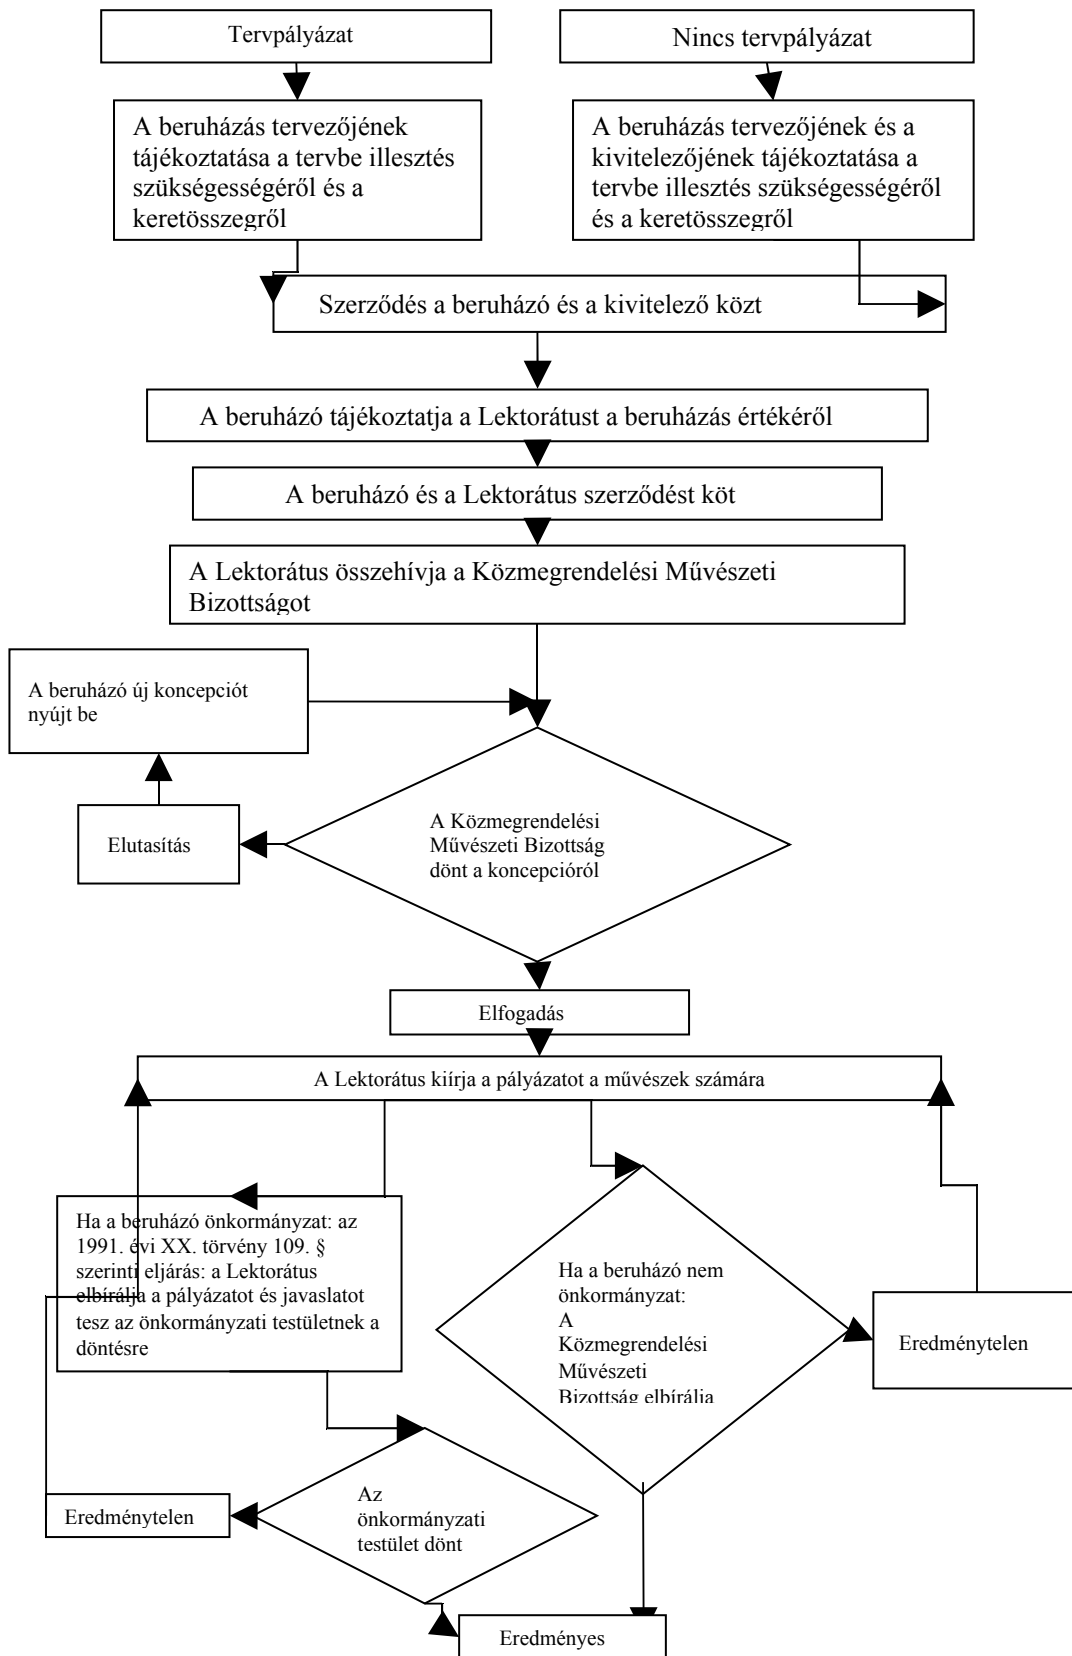 Tervpályázat
Nincs tervpályázat
A beruházás tervezőjének
tájékoztatása a tervbe illesztés
szükségességéről és a
keretösszegről
A beruházás tervezőjének és a
kivitelezőjének tájékoztatása a
tervbe illesztés szükségességéről
és a keretösszegről
Szerződés a beruházó és a kivitelező közt
A beruházó tájékoztatja a Lektorátust a beruházás értékéről
A beruházó és a Lektorátus szerződést köt
A Lektorátus összehívja a Közmegrendelési Művészeti
Bizottságot
A beruházó új koncepciót
nyújt be
Elutasítás
A Közmegrendelési
Művészeti Bizottság
dönt a koncepcióról
Elfogadás
A Lektorátus kiírja a pályázatot a művészek számára
Ha a beruházó önkormányzat: az
1991. évi XX. törvény 109. §
szerinti eljárás: a Lektorátus
elbírálja a pályázatot és javaslatot
tesz az önkormányzati testületnek a
döntésre
Ha a beruházó nem
önkormányzat:
A
Közmegrendelési
Művészeti
Bizottság elbírálja
Eredménytelen
Az
önkormányzati
testület dönt
Eredménytelen
Eredményes